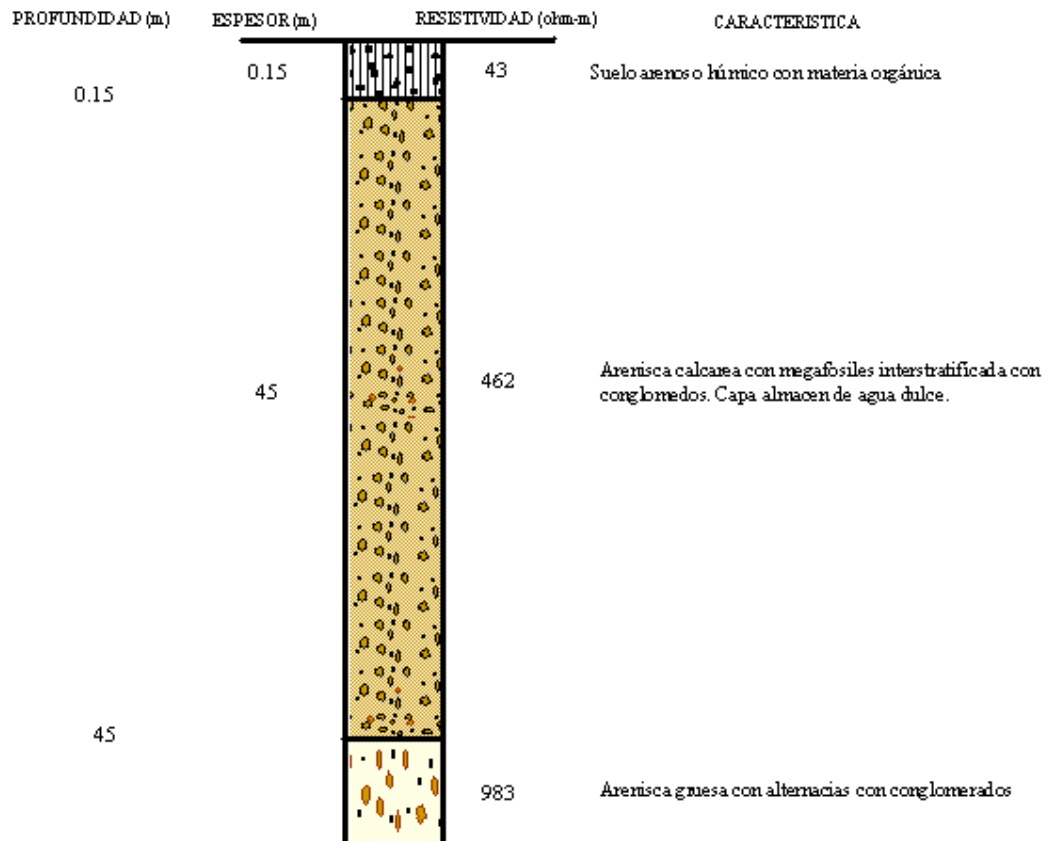 PROFUNDIDAD (m) ESPESOR (m) RESISTIVIDAD (ohm-m) CARACTERISTICA
0.15 43 Suelo arenoso húmico con materia orgánica
0.15
45 462 Arenisca calcarea con megafosiles interstratificada con
conglomedos. Capa almacen de agua dulce.
45
983 Arenisca gruesa con alternacias con conglomerados